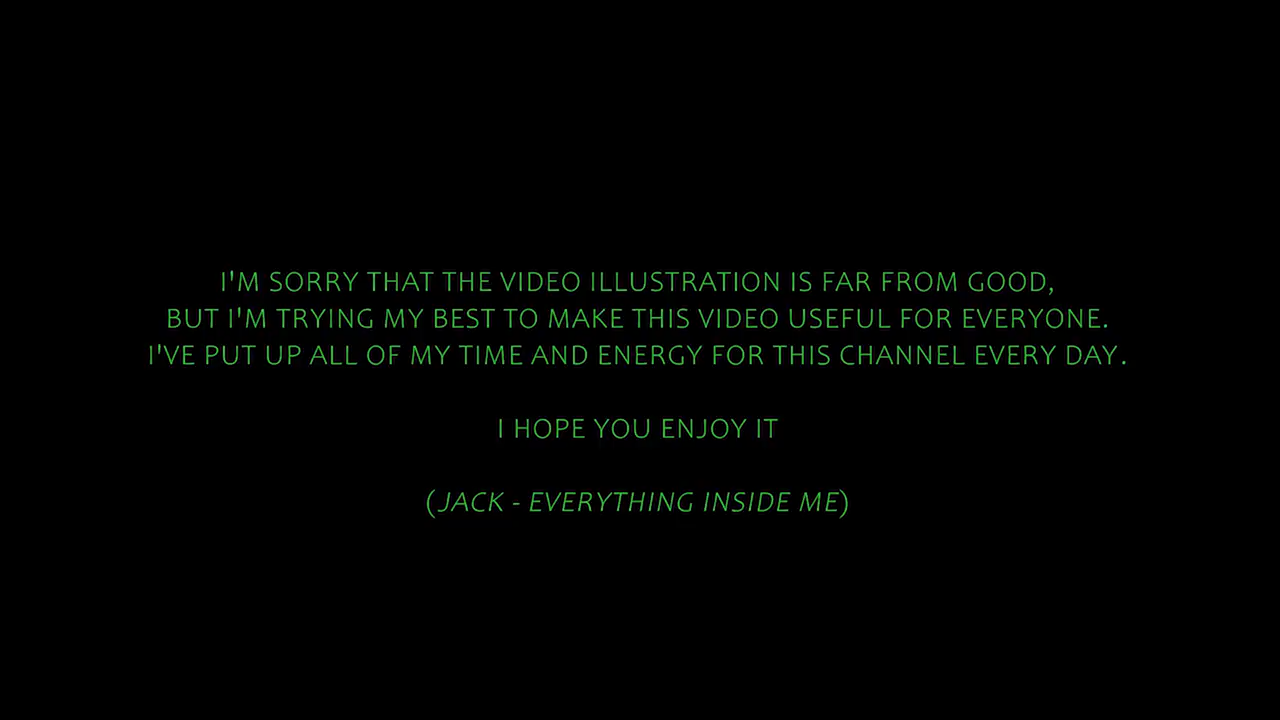 I'M SORRY THAT THE VIDEO ILLUSTRATION IS FAR FROM GOOD,
BUT I'M TRYING MY BEST TO MAKE THIS VIDEO USEFUL FOR EVERYONE.
I'VE PUT UP ALL OF MY TIME AND ENERGY FOR THIS CHANNEL EVERY DAY.
I HOPE YOU ENJOY IT
(JACK - EVERYTHING INSIDE ME)